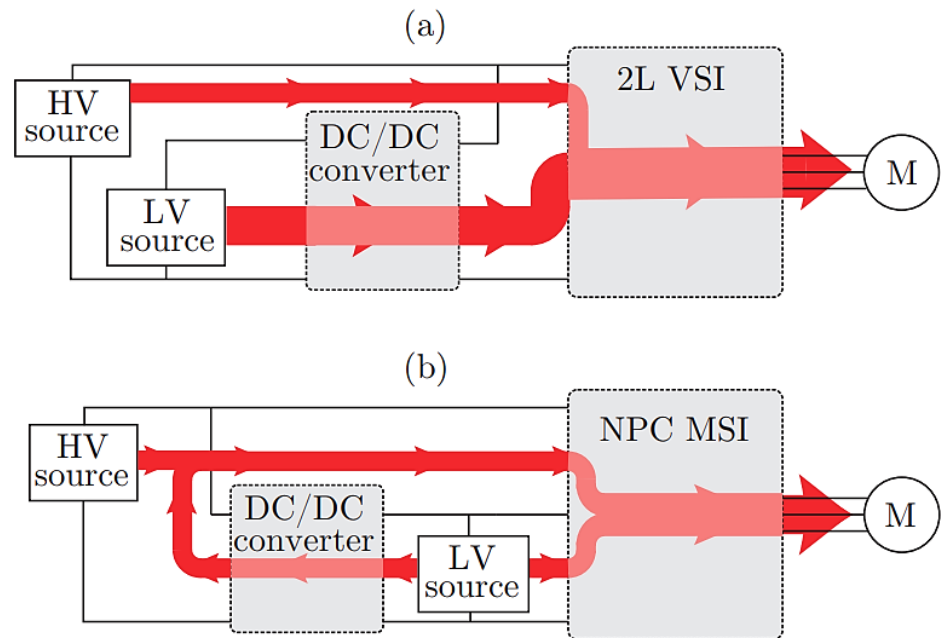 (a)
HV
source
2L VSI
DC/DC
converter
LV
source
M
(b)
HV
source
NPC MSI
DC/DC
converter
LV
source
M